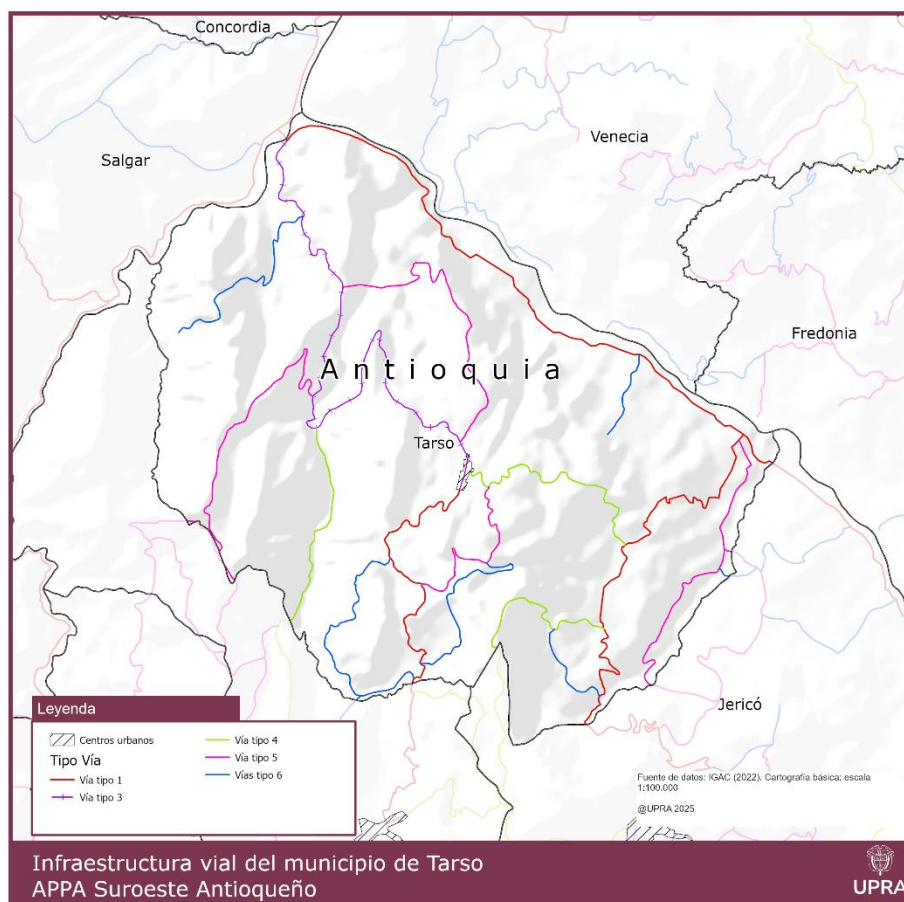 Concordia
Salgar
Venecia
Fredonia
Antioquia
Tarso
Jericó
Leyenda
Centros urbanos
Tipo Vía
Vía tipo 1
Vía tipo 3
Vía tipo 4
Vía tipo 5
Vías tipo 6
Fuente de datos: IGAC (2022). Cartografía básica; escala
1:100.000
@UPRA 2025
Infraestructura vial del municipio de Tarso
APPA Suroeste Antioqueño
UPRA